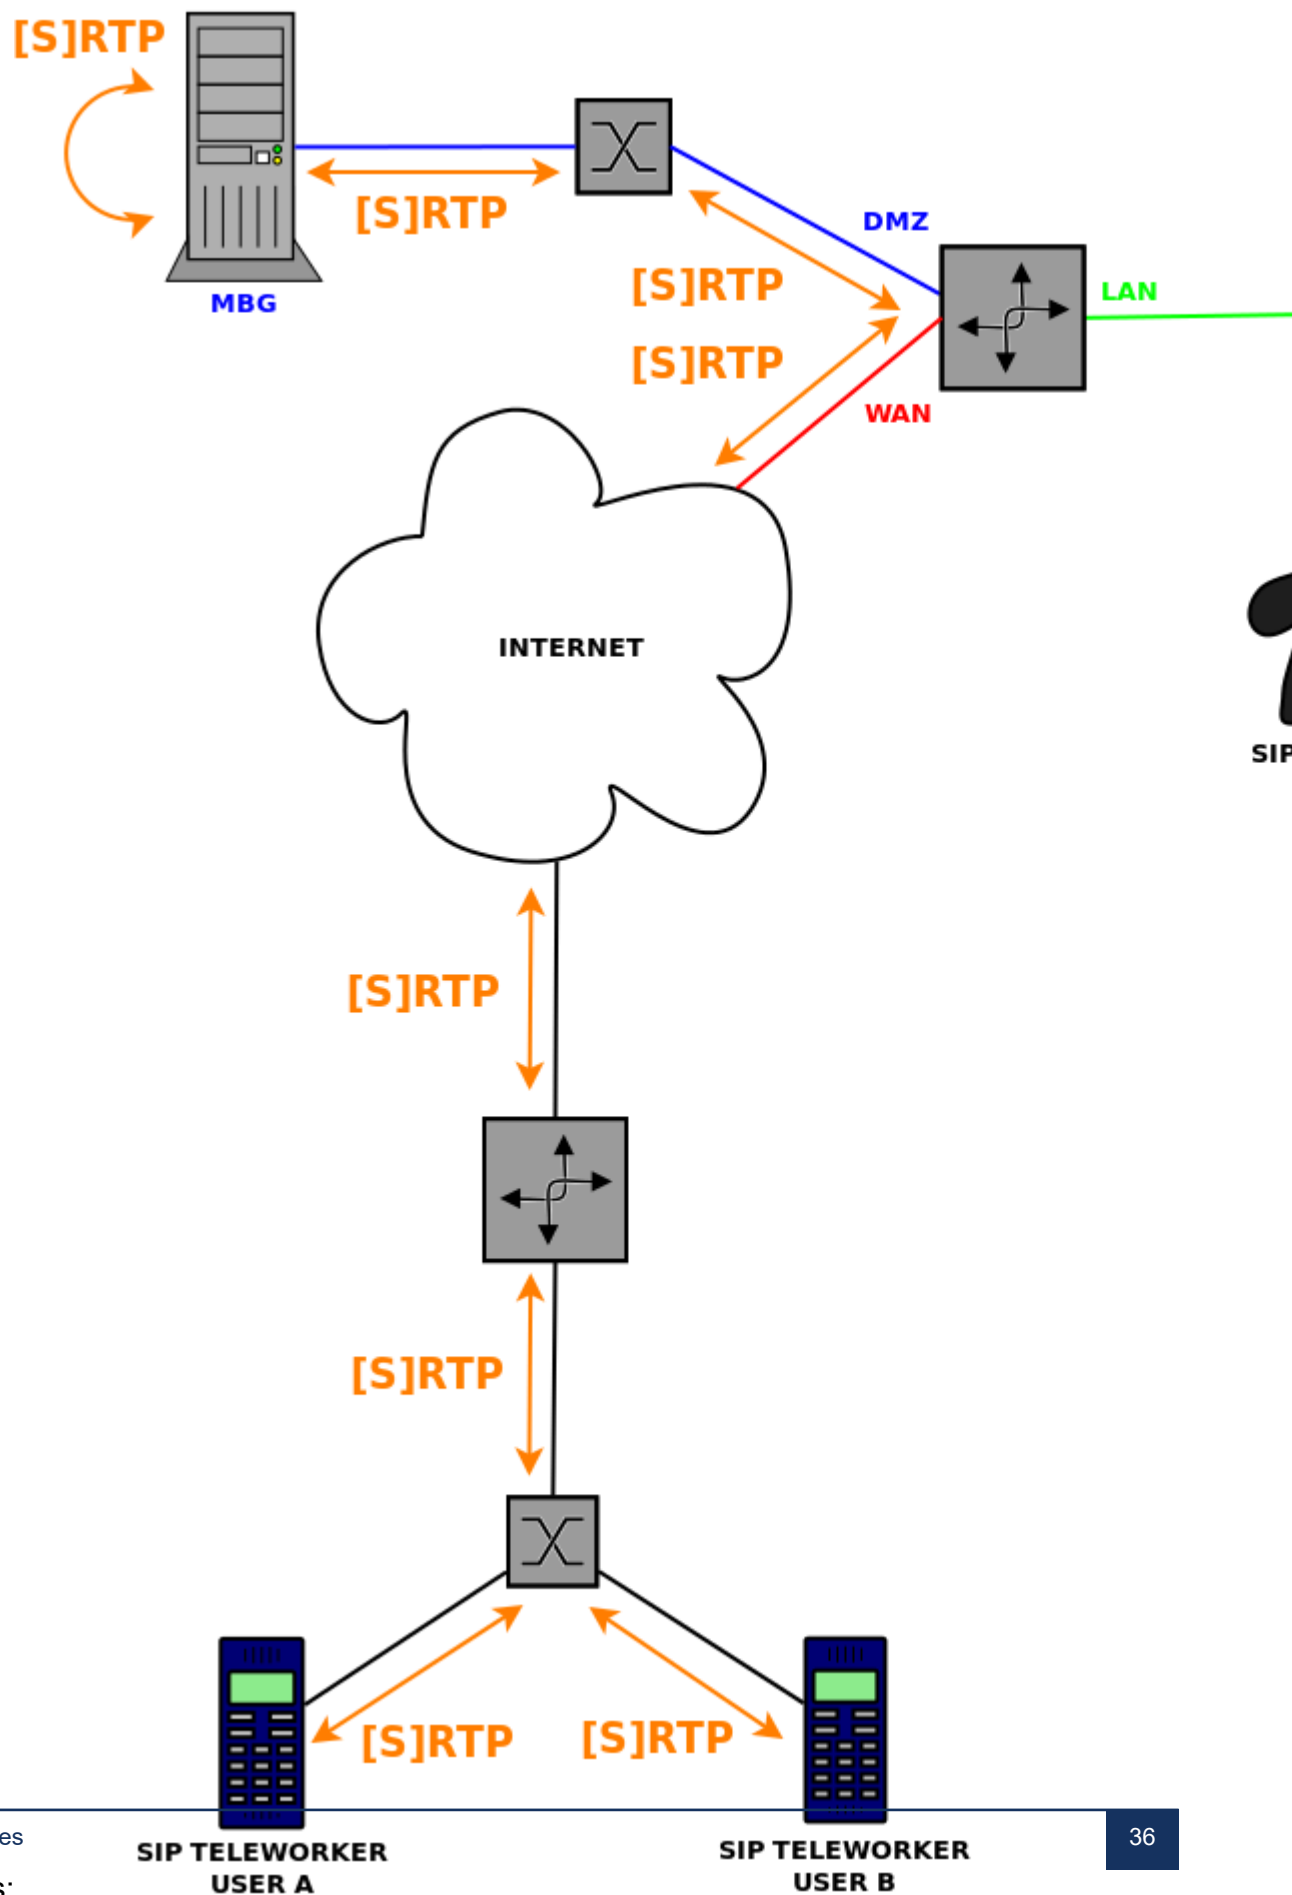 [S]RTP
[S]RTP
MBG
DMZ
[S]RTP
LAN
[S]RTP
WAN
INTERNET
SIP
[S]RTP
[S]RTP
[S]RTP
[S]RTP
es
36
SIP TELEWORKER
USER A
SIP TELEWORKER
USER B